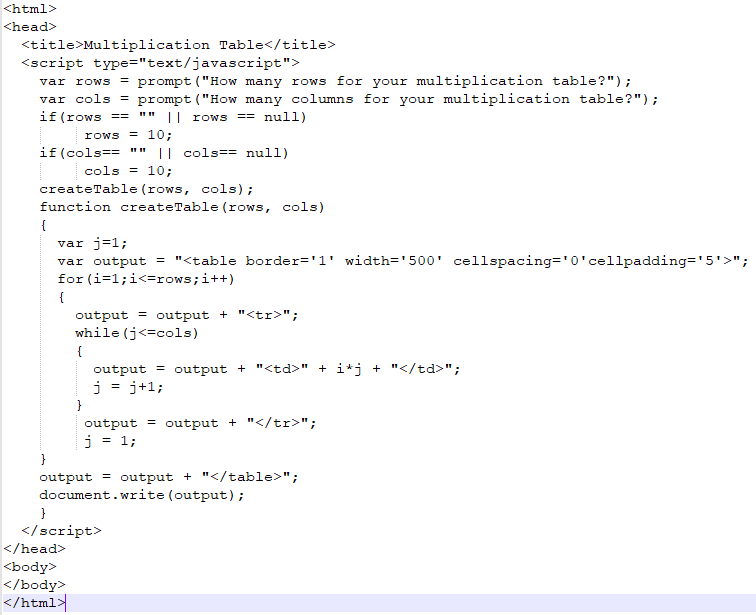 <html>
<head>
  <title>Multiplication Table</title>
  <script type="text/javascript">
    var rows = prompt("How many rows for your multiplication table?");
    var cols = prompt("How many columns for your multiplication table?");
    if(rows == "" || rows == null)
         rows = 10;
    if(cols== "" || cols== null)
         cols = 10;
    createTable(rows, cols);
    function createTable(rows, cols)
    {
      var j=1;
      var output = "<table border='1' width='500' cellspacing='0'cellpadding='5'>";
      for(i=1;i<=rows;i++)
      {
        output = output + "<tr>";
        while(j<=cols)
        {
          output = output + "<td>" + i*j + "</td>";
          j = j+1;
        }
         output = output + "</tr>";
         j = 1;
    }
    output = output + "</table>";
    document.write(output);
    }
  </script>
</head>
<body>
</body>
</html>